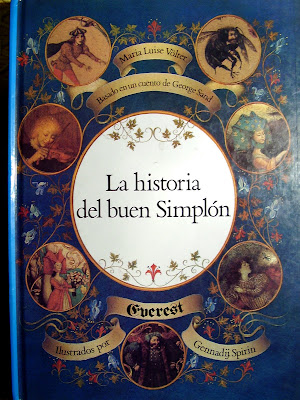 Maria Luise Völter
Basado en un cuento de George Sand
La historia
del buen Simplón
Everest
Ilustrados por
Gennadij Spirin